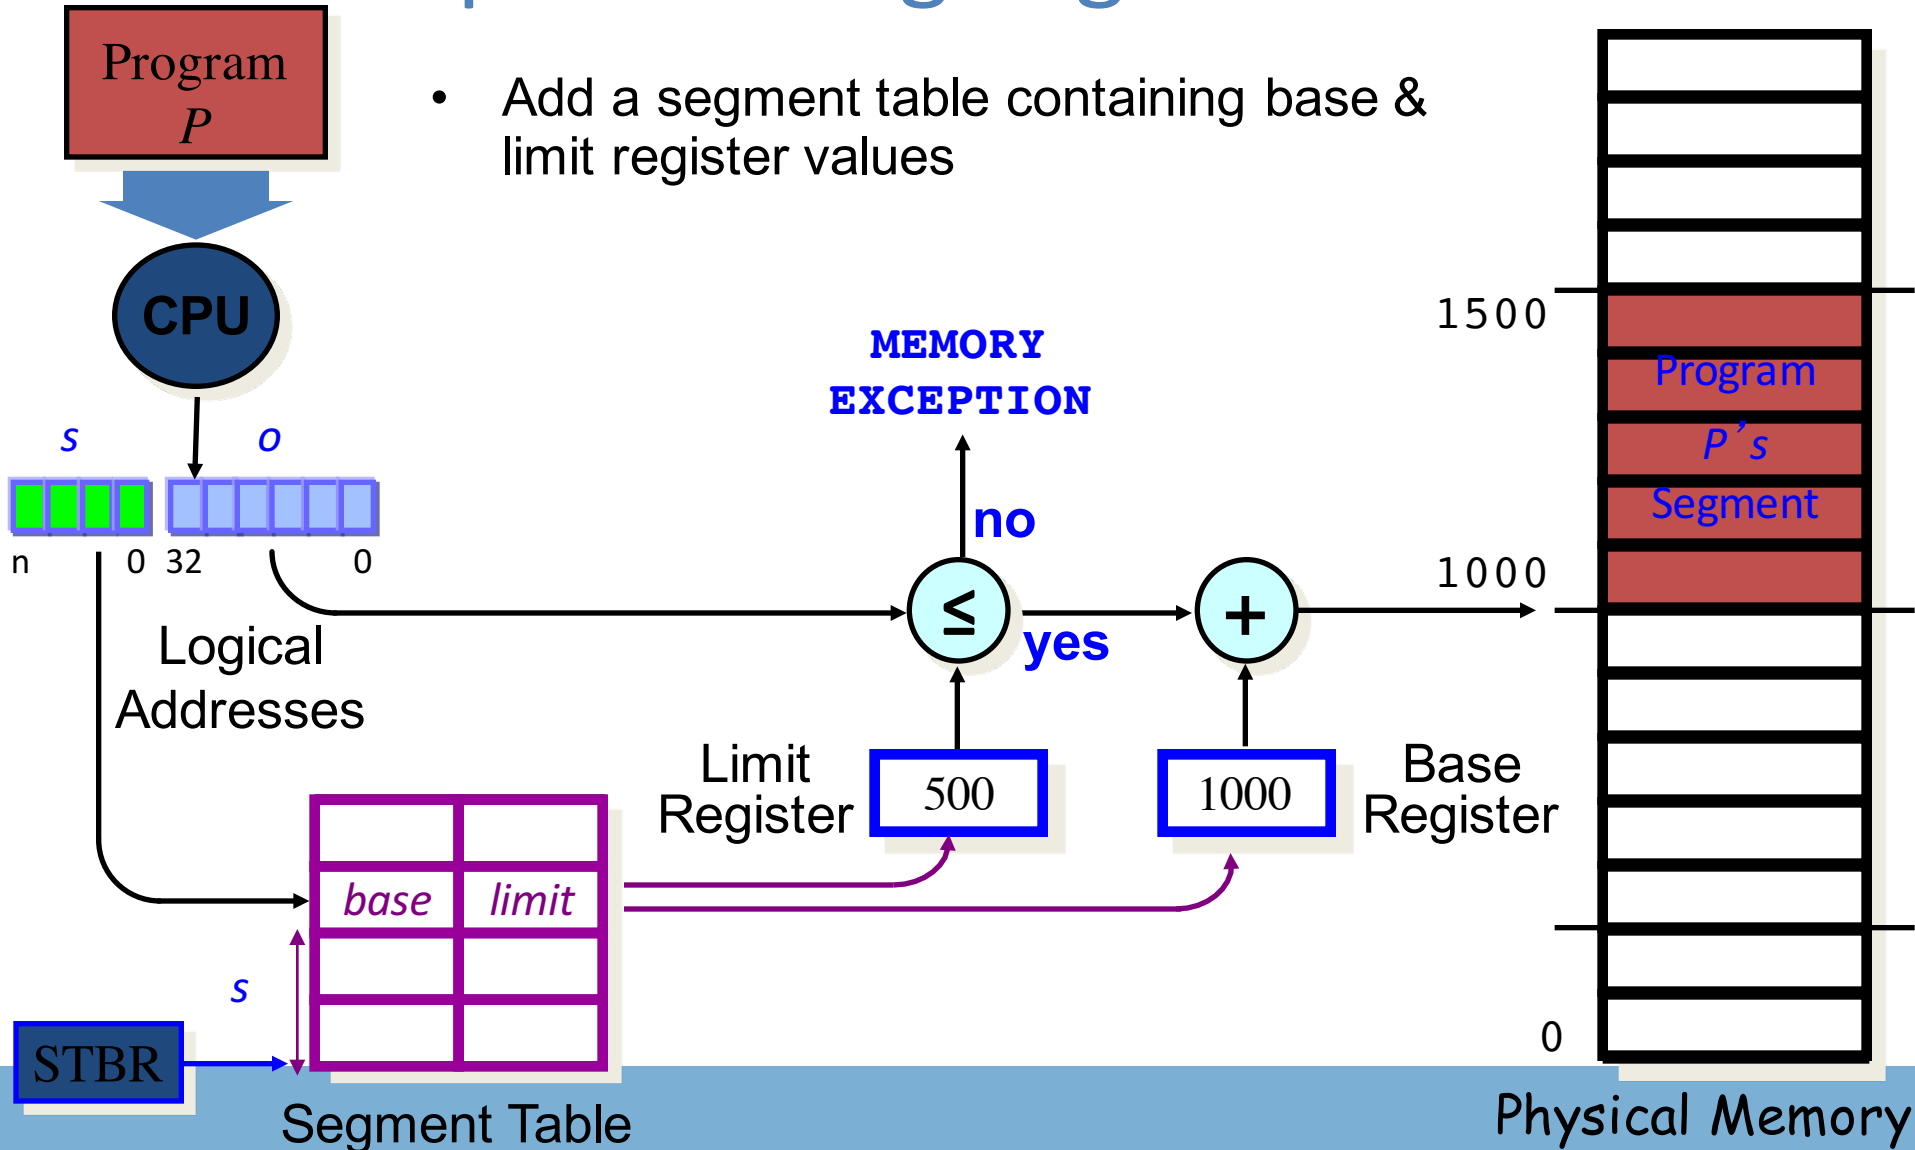 Program
P
• Add a segment table containing base &
limit register values
CPU
1500
MEMORY
EXCEPTION
Program
P's
Segment
s
o
no
n
0
32
0
1000
≤
+
yes
Logical
Addresses
Limit
Register
500
1000
Base
Register
base
limit
s
STBR
0
Segment Table
Physical Memory